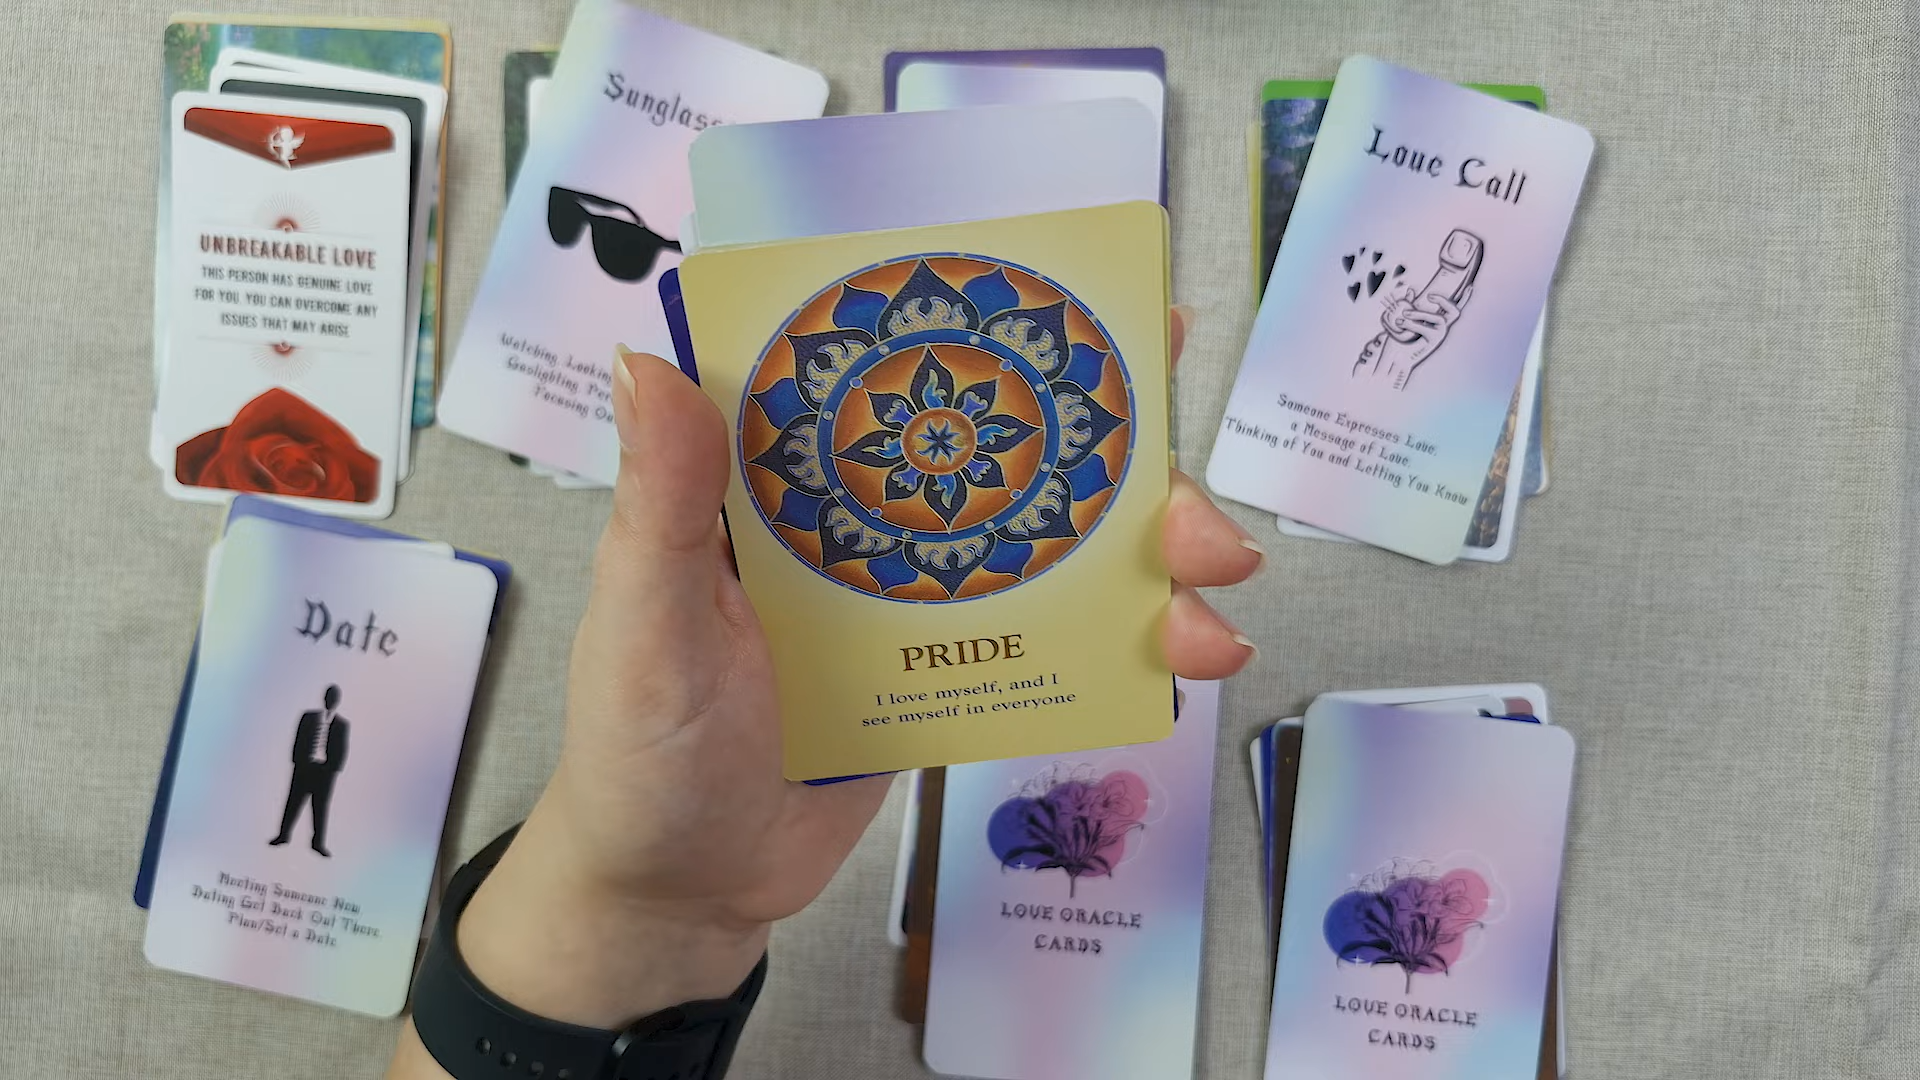 UNBREAKABLE LOVE
THIS PERSON HAS GENUINE LOVE
FOR YOU. YOU CAN OVERCOME ANY
ISSUES THAT MAY ARISE
Watching, Looking
Gaslighting,
Focusing
Love Call
Someone Expresses Love,
a Message of Love,
Thinking of You and Letting You Know
PRIDE
I love myself, and I
see myself in everyone
Date
Meeting Someone New
Dating Get Back Out There,
Plan/Set a Date
LOVE ORACLE
CARDS
LOVE ORACLE
CARDS